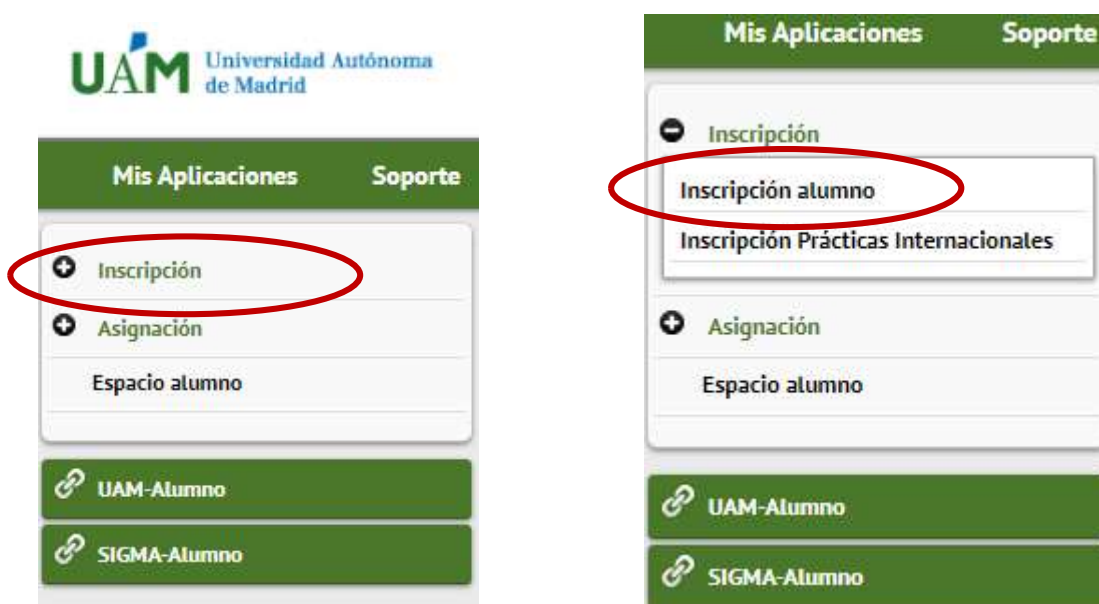 UAM Universidad Autónoma
de Madrid
Mis Aplicaciones Soporte
Inscripción
Asignación
Espacio alumno
UAM-Alumno
SIGMA-Alumno
Mis Aplicaciones Soporte
Inscripción
Inscripción alumno
Inscripción Prácticas Internacionales
Asignación
Espacio alumno
UAM-Alumno
SIGMA-Alumno